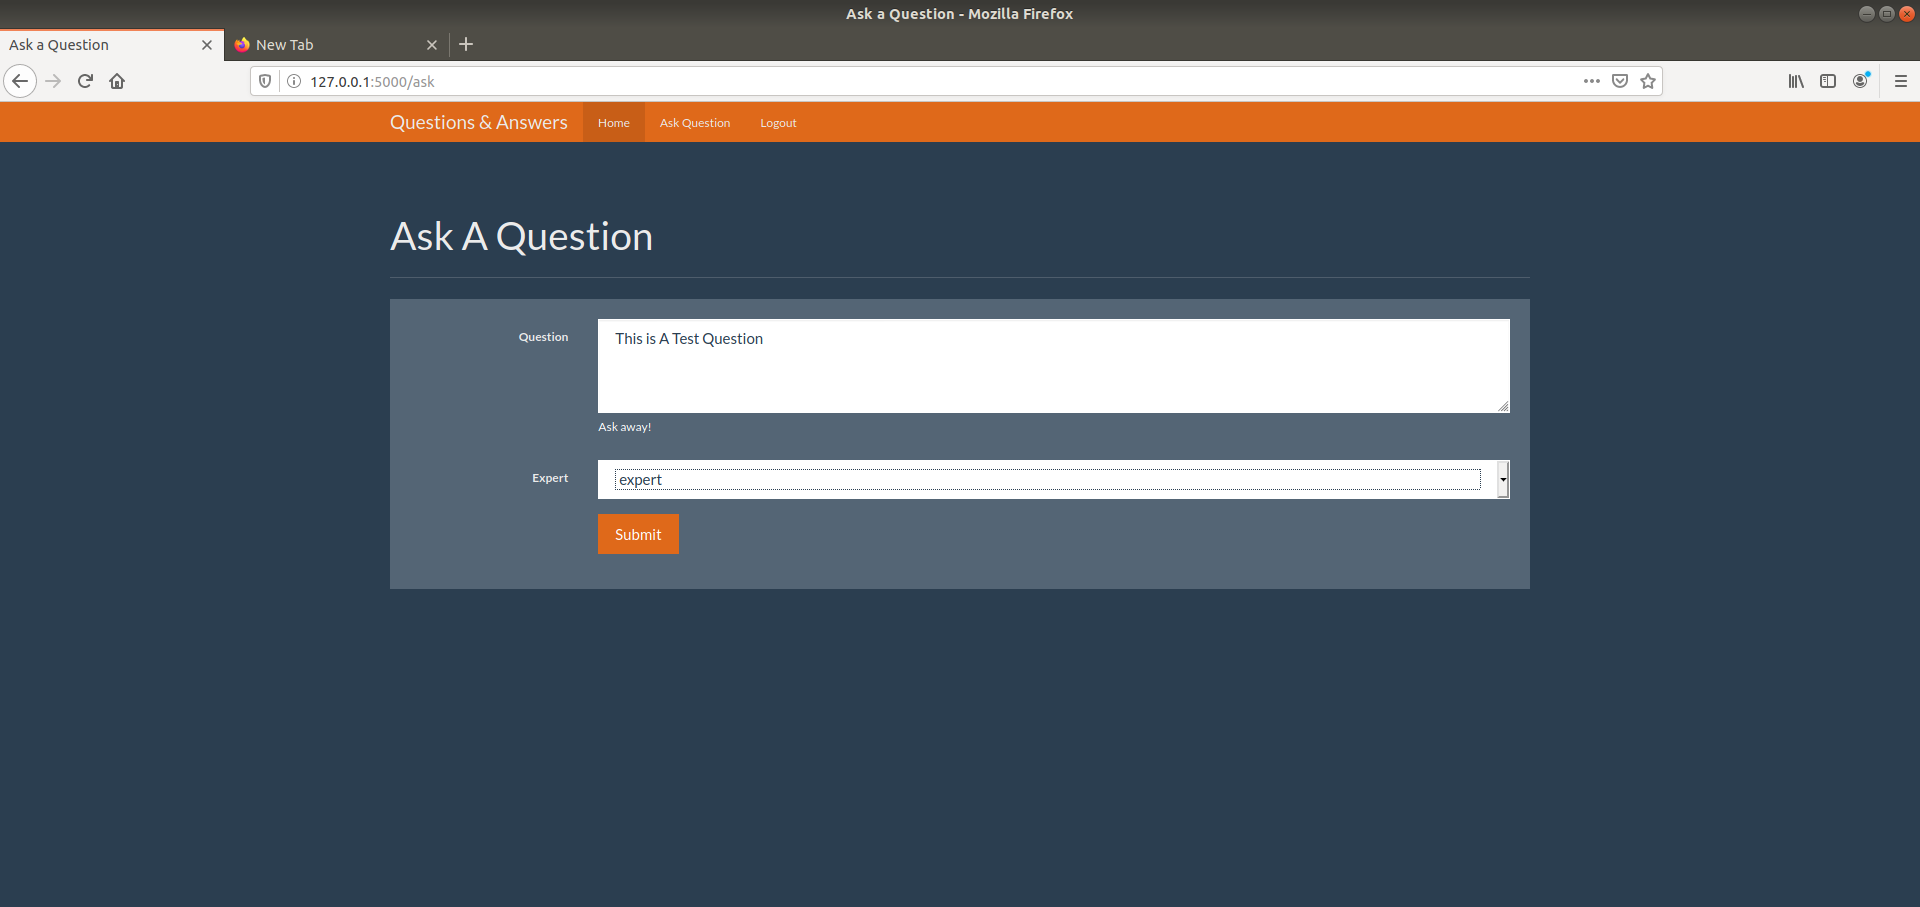 Ask a Question - Mozilla Firefox
Ask a Question
New Tab
127.0.0.1:5000/ask
Questions & Answers
Home
Ask Question
Logout
Ask A Question
Question
This is A Test Question
Ask away!
Expert
expert
Submit